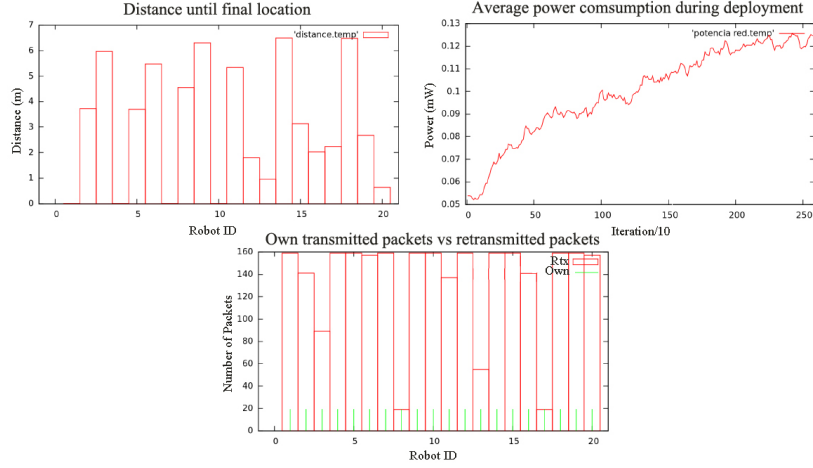 Distance until final location
'distance.temp'
7
6
5
4
3
2
1
0
Distance (m)
0 5 10 15 20
Robot ID
Average power comsumption during deployment
'potencia red.temp'
0.13
0.12
0.11
0.1
0.09
0.08
0.07
0.06
0.05
Power (mW)
0 50 100 150 200 250
Iteration/10
Own transmitted packets vs retransmitted packets
Rtx
Own
160
140
120
100
80
60
40
20
0
Number of Packets
0 5 10 15 20
Robot ID